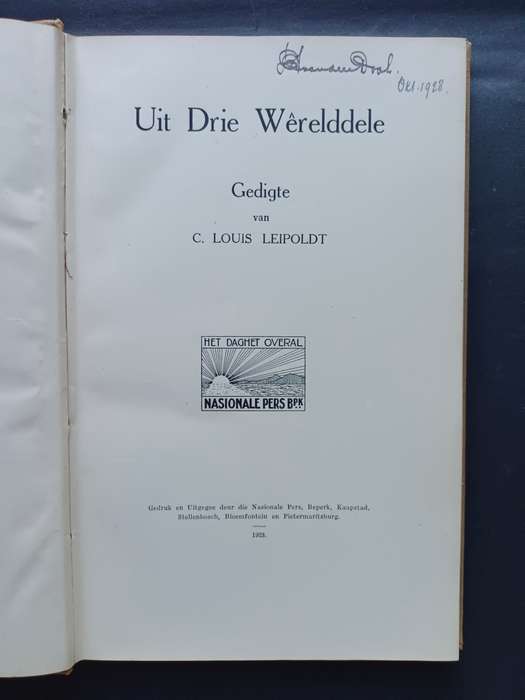 Okt. 1928.
Uit Drie Wêrelddele
Gedigte
van
C. LOUIS LEIPOLDT
HET DAGHET OVERAL
NASIONALE PERS BPK
Gedruk en Uitgegee deur die Nasionale Pers, Beperk, Kaapstad,
Stellenbosch, Bloemfontein en Pietermaritzburg.
1923.